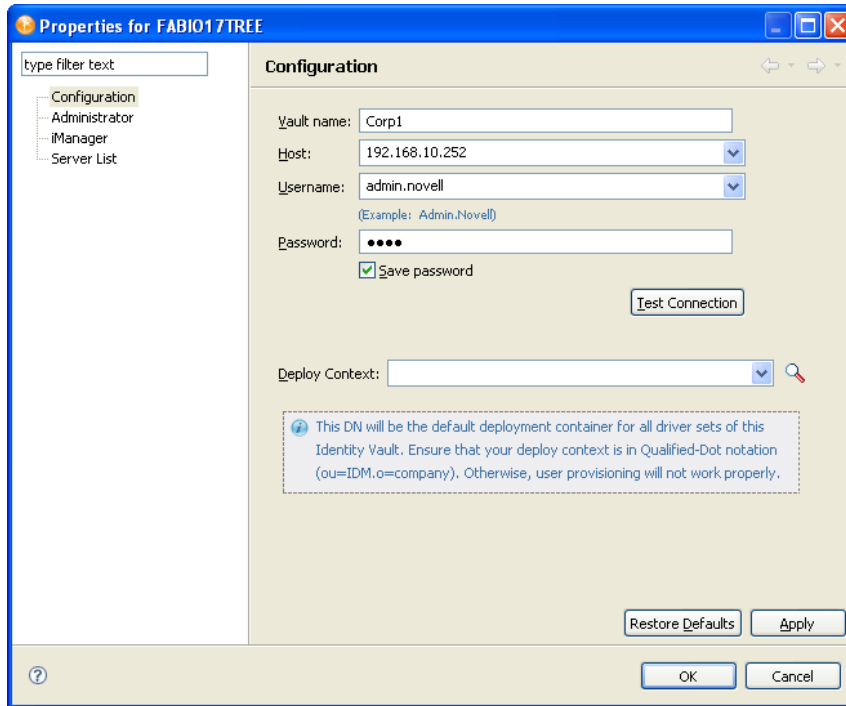 Properties for FABIO17TREE
type filter text
Configuration
Administrator
iManager
Server List
Configuration
Vault name: Corp1
Host: 192.168.10.252
Username: admin.novell
(Example: Admin.Novell)
Password: ●●●●
Save password
Test Connection
Deploy Context:
This DN will be the default deployment container for all driver sets of this
Identity Vault. Ensure that your deploy context is in Qualified-Dot notation
(ou=IDM.o=company). Otherwise, user provisioning will not work properly.
Restore Defaults Apply
OK Cancel